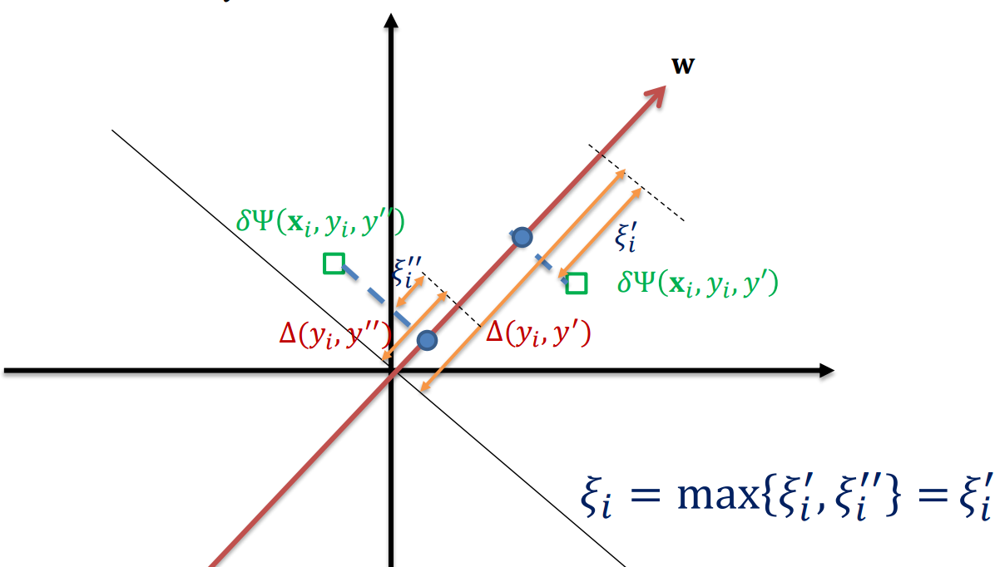 w
δΨ(𝐱ᵢ, yᵢ, y′′)
ξᵢ′′
ξᵢ′
δΨ(𝐱ᵢ, yᵢ, y′)
Δ(yᵢ, y′′)
Δ(yᵢ, y′)
ξᵢ = max{ξᵢ′, ξᵢ′′} = ξᵢ′